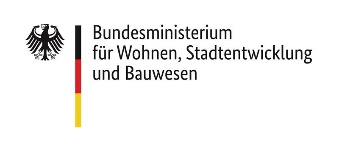 Bundesministerium
für Wohnen, Stadtentwicklung
und Bauwesen